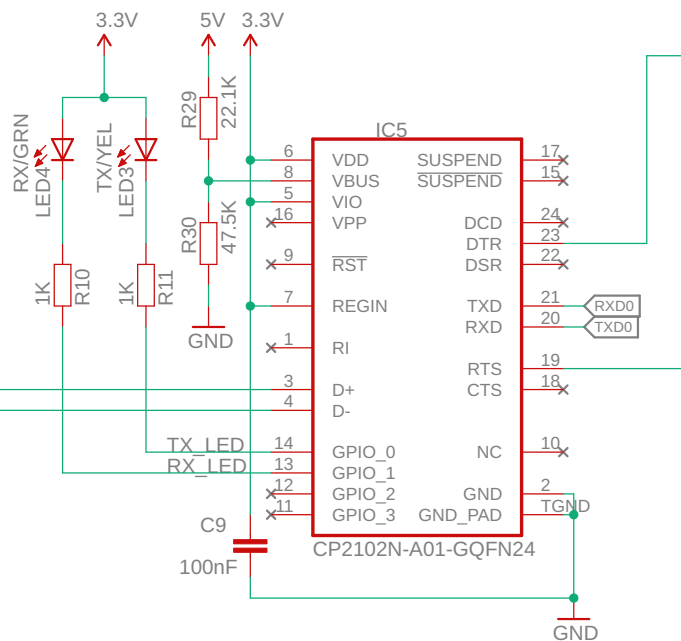 3.3V
5V
3.3V
RX/GRN
LED4
TX/YEL
LED3
R29
22.1K
R30
47.5K
GND
1K
R10
1K
R11
IC5
6 VDD
8 VBUS
5 VIO
16 VPP
9 RST
7 REGIN
1 RI
3 D+
4 D-
TX_LED 14 GPIO_0
RX_LED 13 GPIO_1
12 GPIO_2
11 GPIO_3
SUSPEND 17
SUSPEND 15
DCD 24
DTR 23
DSR 22
TXD 21 RXD0
RXD 20 TXD0
RTS 19
CTS 18
NC 10
GND 2
GND_PAD TGND
CP2102N-A01-GQFN24
C9
100nF
GND